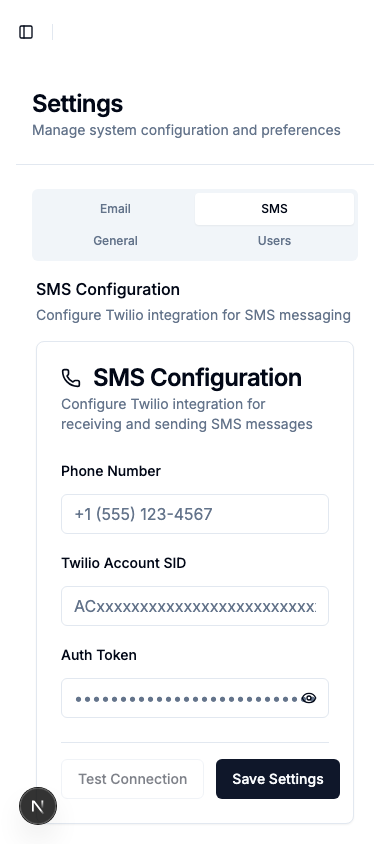 Settings
Manage system configuration and preferences
Email
SMS
General
Users
SMS Configuration
Configure Twilio integration for SMS messaging
SMS Configuration
Configure Twilio integration for
receiving and sending SMS messages
Phone Number
+1 (555) 123-4567
Twilio Account SID
ACxxxxxxxxxxxxxxxxxxxxxxxxx
Auth Token
••••••••••••••••••••••••••
Test Connection
Save Settings
N